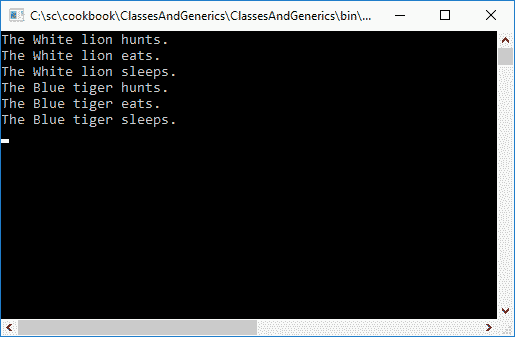 C:\sc\cookbook\ClassesAndGenerics\ClassesAndGenerics\bin\...
The White lion hunts.
The White lion eats.
The White lion sleeps.
The Blue tiger hunts.
The Blue tiger eats.
The Blue tiger sleeps.